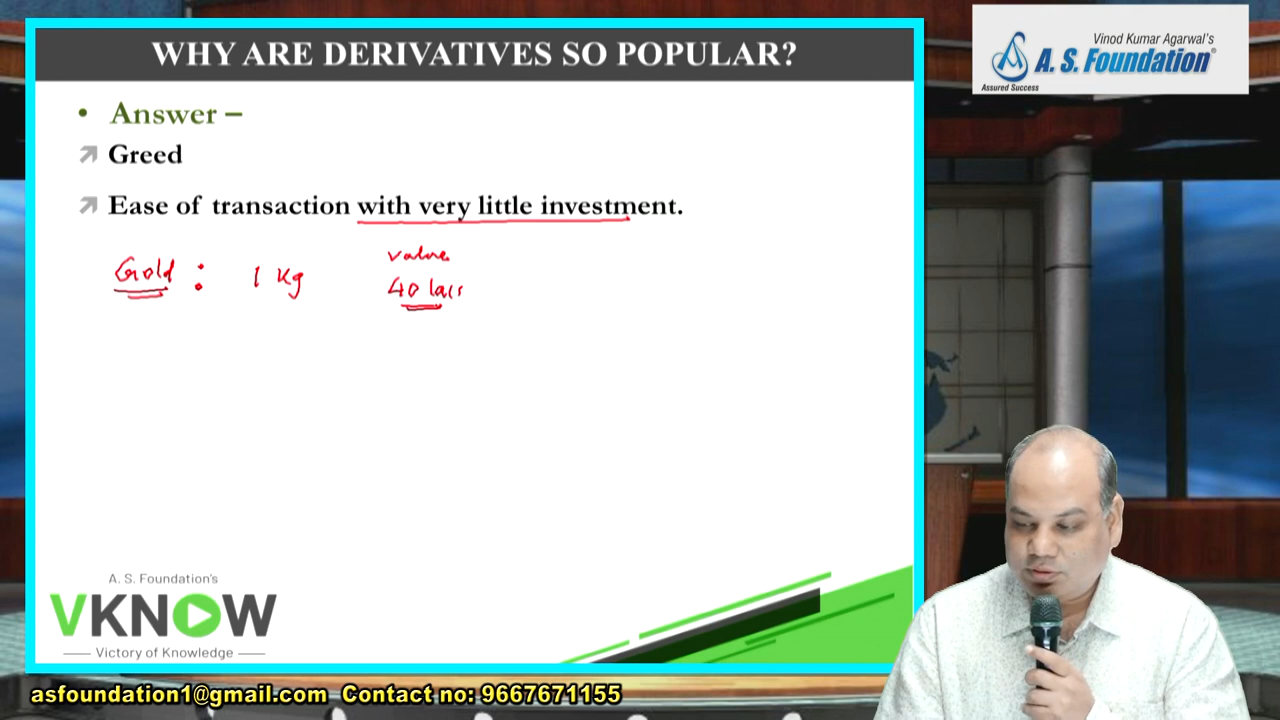 WHY ARE DERIVATIVES SO POPULAR?
• Answer –
Greed
Ease of transaction with very little investment.
Gold : 1 Kg
value
40 lacs
Vinod Kumar Agarwal's
A. S. Foundation®
Assured Success
A. S. Foundation's
VKNOW
Victory of Knowledge
asfoundation1@gmail.com Contact no: 9667671155